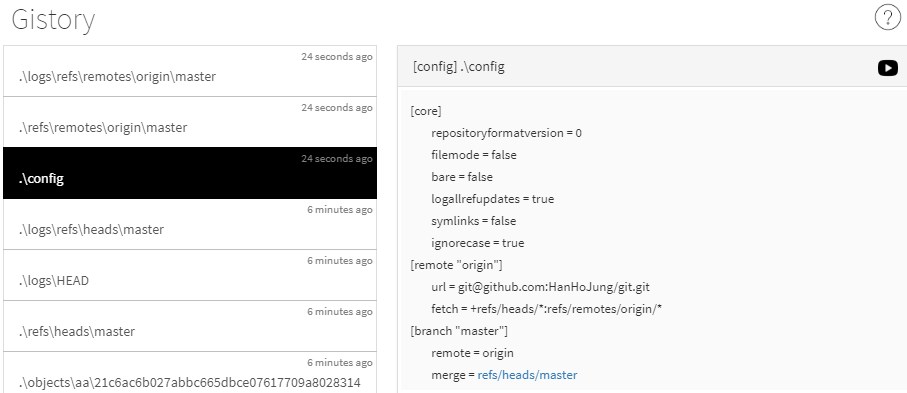 Gistory
?
24 seconds ago
.\logs\refs\remotes\origin\master
24 seconds ago
.\refs\remotes\origin\master
24 seconds ago
.\config
6 minutes ago
.\logs\refs\heads\master
6 minutes ago
.\logs\HEAD
6 minutes ago
.\refs\heads\master
6 minutes ago
.\objects\aa\21c6ac6b027abbc665dbce07617709a8028314
[config] .\config
[core]
repositoryformatversion = 0
filemode = false
bare = false
logallrefupdates = true
symlinks = false
ignorecase = true
[remote "origin"]
url = git@github.com:HanHoJung/git.git
fetch = +refs/heads/*:refs/remotes/origin/*
[branch "master"]
remote = origin
merge = refs/heads/master